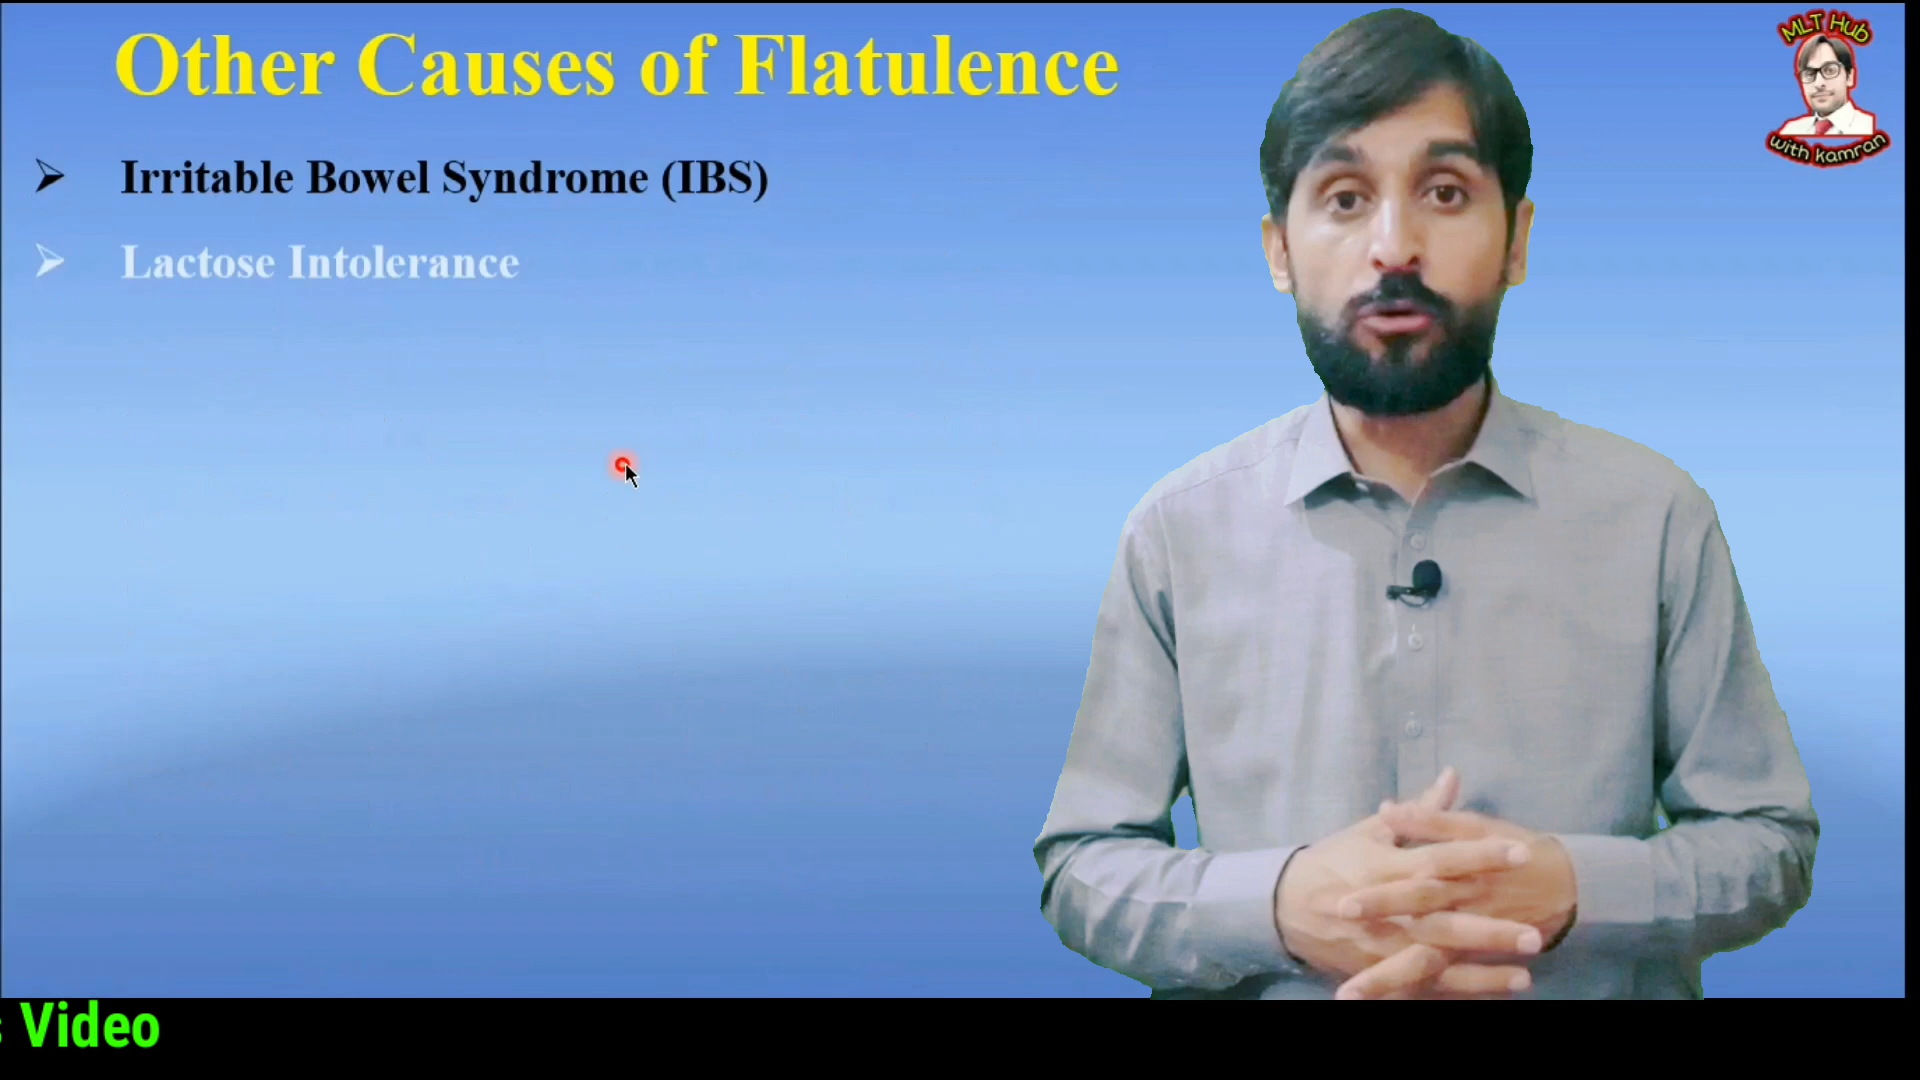 Other Causes of Flatulence
MLT Hub
with kamran
➢ Irritable Bowel Syndrome (IBS)
➢ Lactose Intolerance
Video